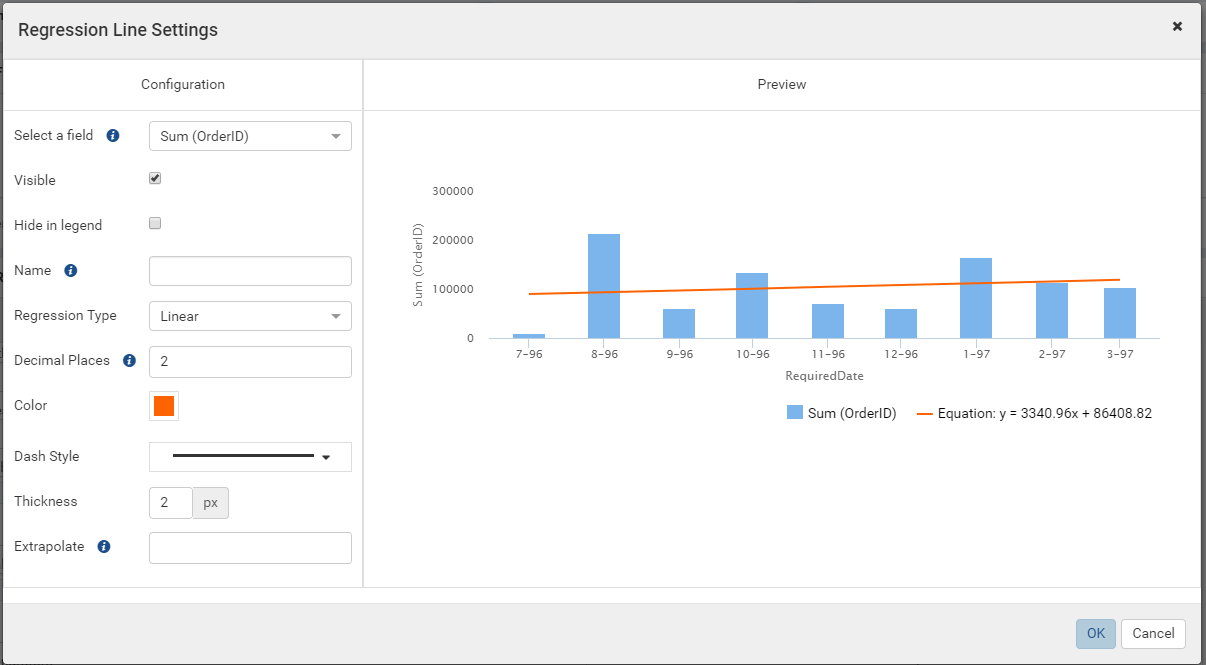 Regression Line Settings
Configuration
Preview
Select a field
Sum (OrderID)
Visible
Hide in legend
Name
Regression Type
Linear
Decimal Places
2
Color
Dash Style
Thickness
2 px
Extrapolate
Sum (OrderID)
300000
200000
100000
0
7-96 8-96 9-96 10-96 11-96 12-96 1-97 2-97 3-97
RequiredDate
Sum (OrderID) Equation: y = 3340.96x + 86408.82
OK Cancel